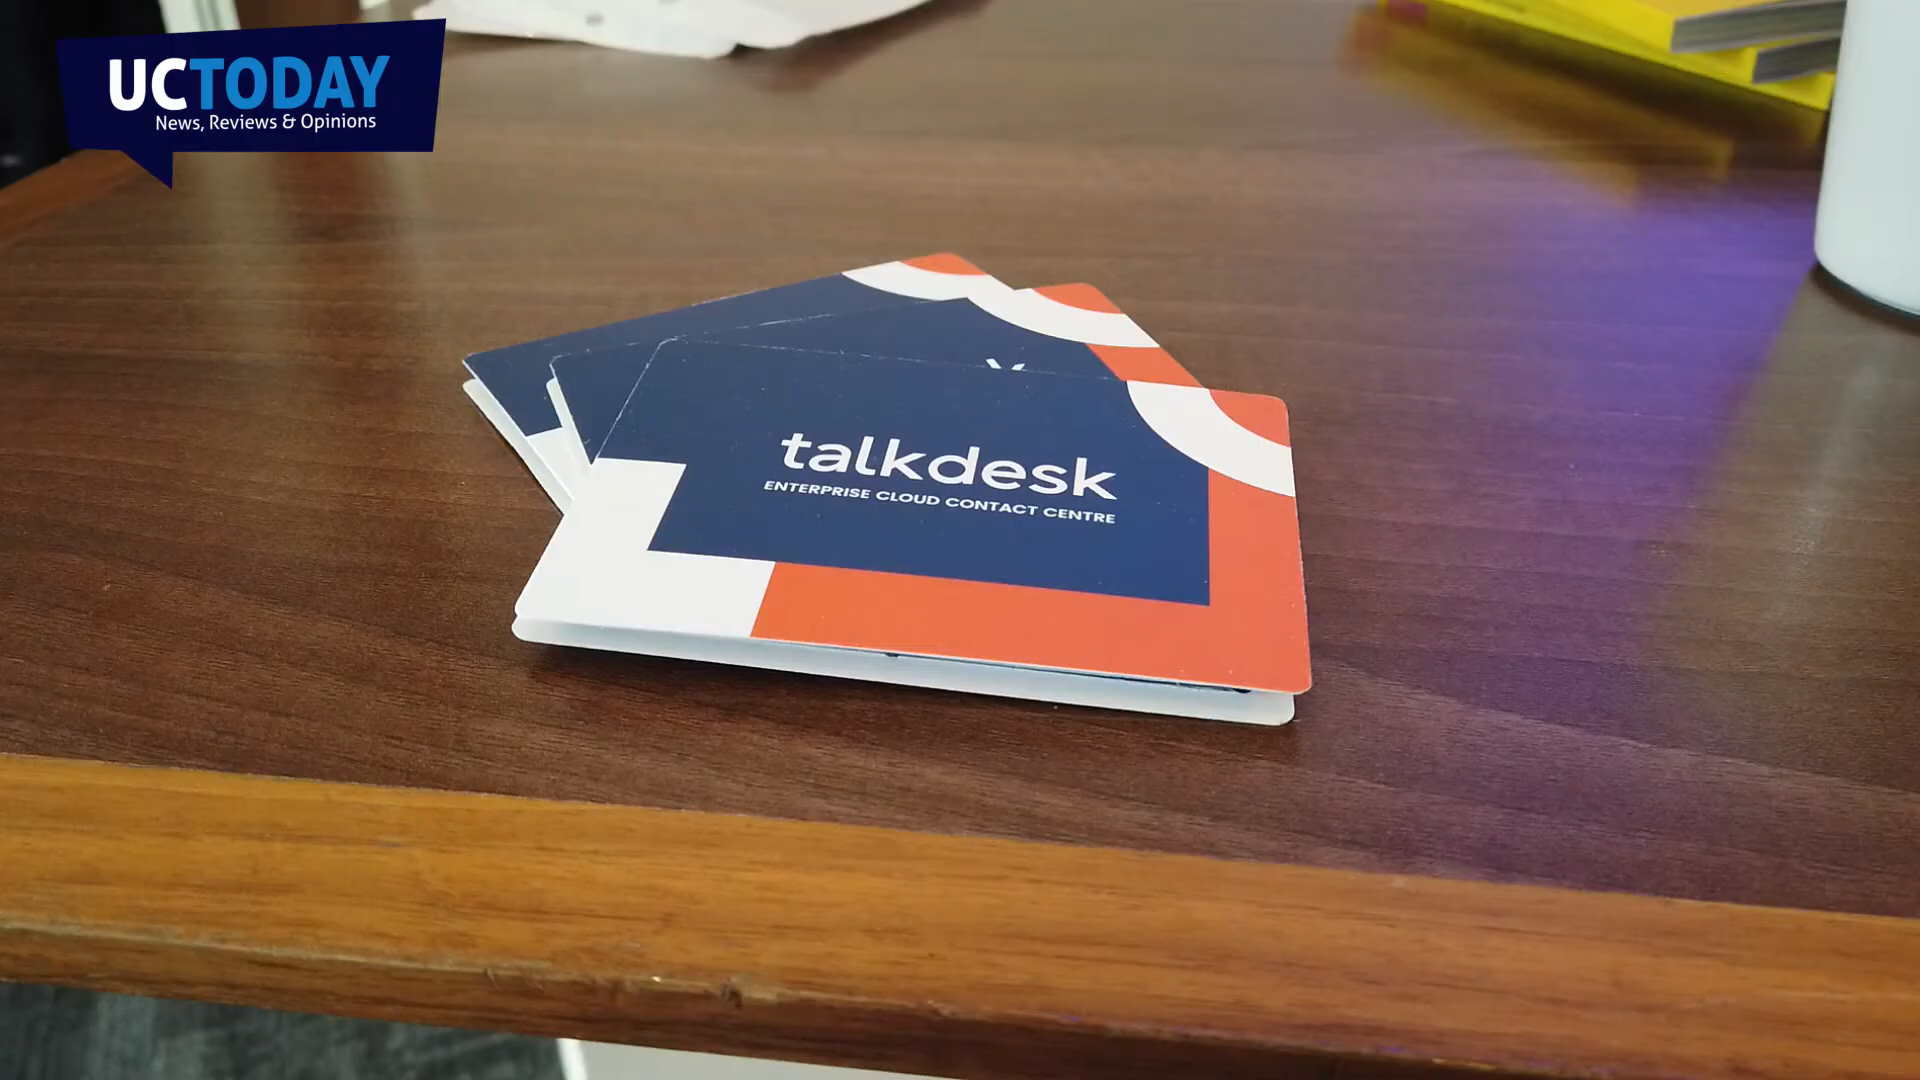 UCTODAY
News, Reviews & Opinions
talkdesk
ENTERPRISE CLOUD CONTACT CENTRE